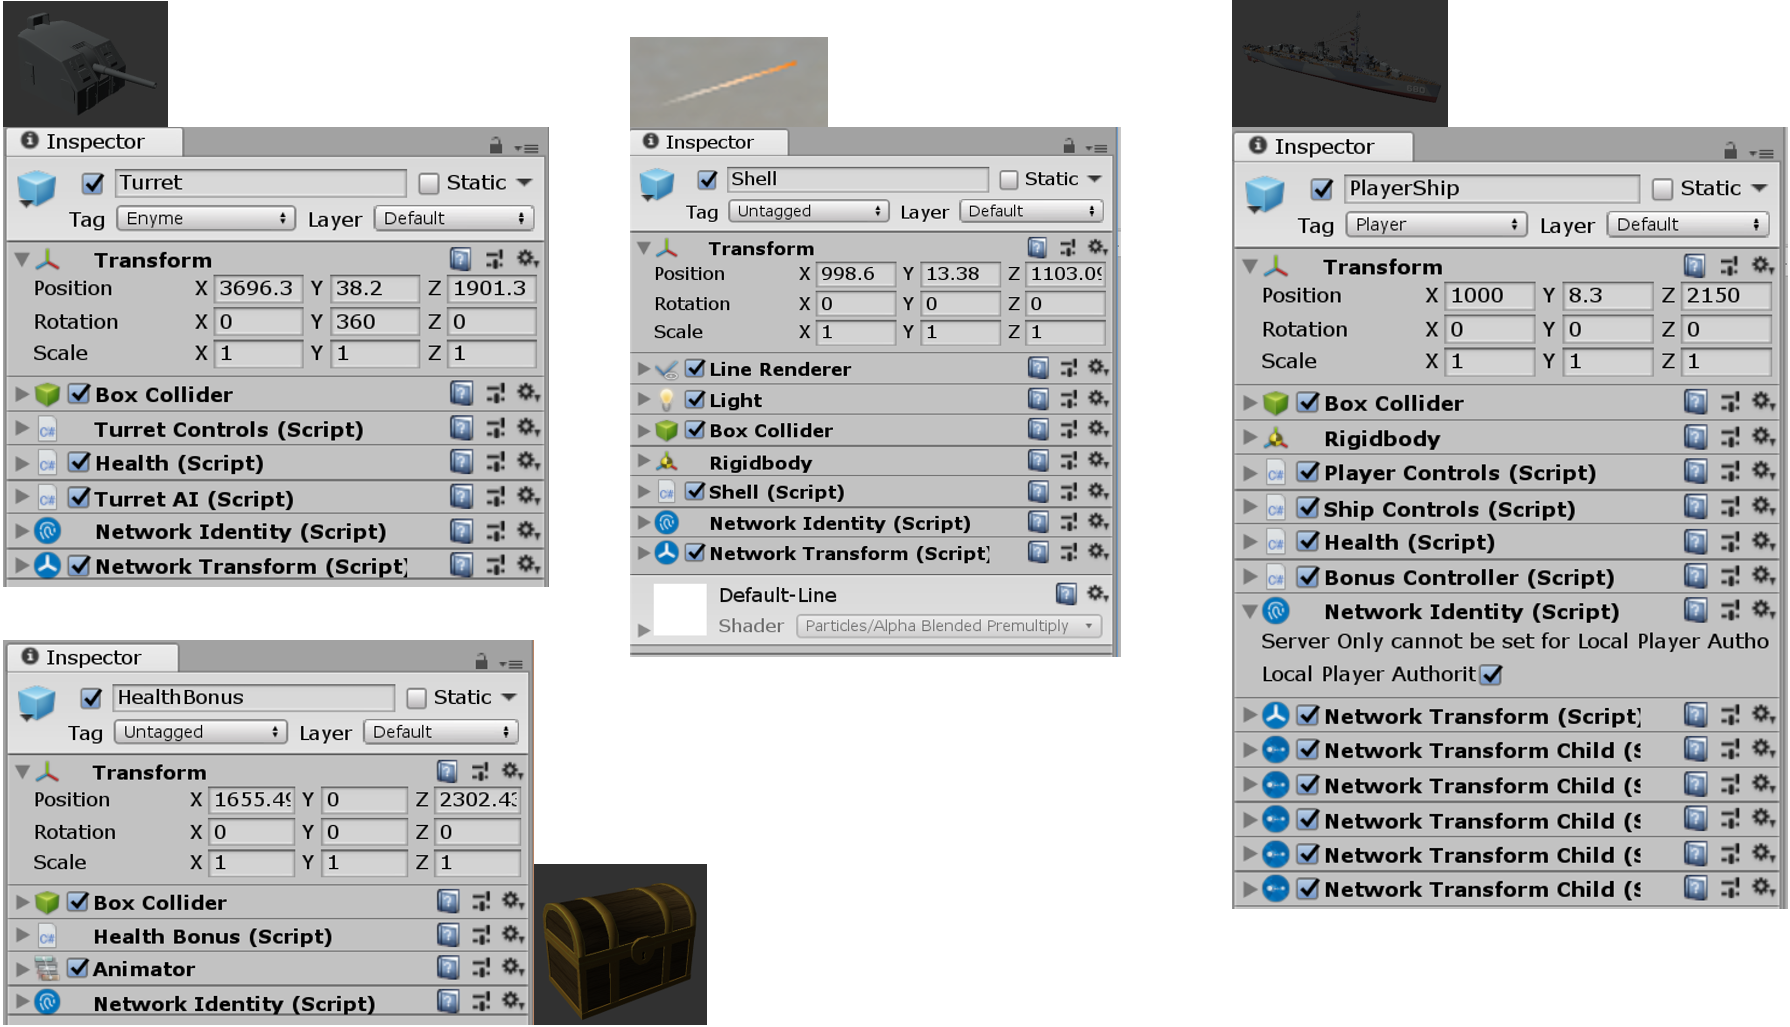 Inspector
Turret
Static
Tag Enyme Layer Default
Transform
Position X 3696.3 Y 38.2 Z 1901.3
Rotation X 0 Y 360 Z 0
Scale X 1 Y 1 Z 1
Box Collider
Turret Controls (Script)
Health (Script)
Turret AI (Script)
Network Identity (Script)
Network Transform (Script)
Inspector
HealthBonus
Static
Tag Untagged Layer Default
Transform
Position X 1655.49 Y 0 Z 2302.43
Rotation X 0 Y 0 Z 0
Scale X 1 Y 1 Z 1
Box Collider
C# Health Bonus (Script)
Animator
Network Identity (Script)
Inspector
Shell
Static
Tag Untagged Layer Default
Transform
Position X 998.6 Y 13.38 Z 1103.09
Rotation X 0 Y 0 Z 0
Scale X 1 Y 1 Z 1
Line Renderer
Light
Box Collider
Rigidbody
Shell (Script)
Network Identity (Script)
Network Transform (Script)
Default-Line
Shader Particles/Alpha Blended Premultiply
Inspector
PlayerShip
Static
Tag Player Layer Default
Transform
Position X 1000 Y 8.3 Z 2150
Rotation X 0 Y 0 Z 0
Scale X 1 Y 1 Z 1
Box Collider
Rigidbody
Player Controls (Script)
Ship Controls (Script)
Health (Script)
Bonus Controller (Script)
Network Identity (Script)
Server Only cannot be set for Local Player Autho
Local Player Authorit
Network Transform (Script)
Network Transform Child (S
Network Transform Child (S
Network Transform Child (S
Network Transform Child (S
Network Transform Child (S